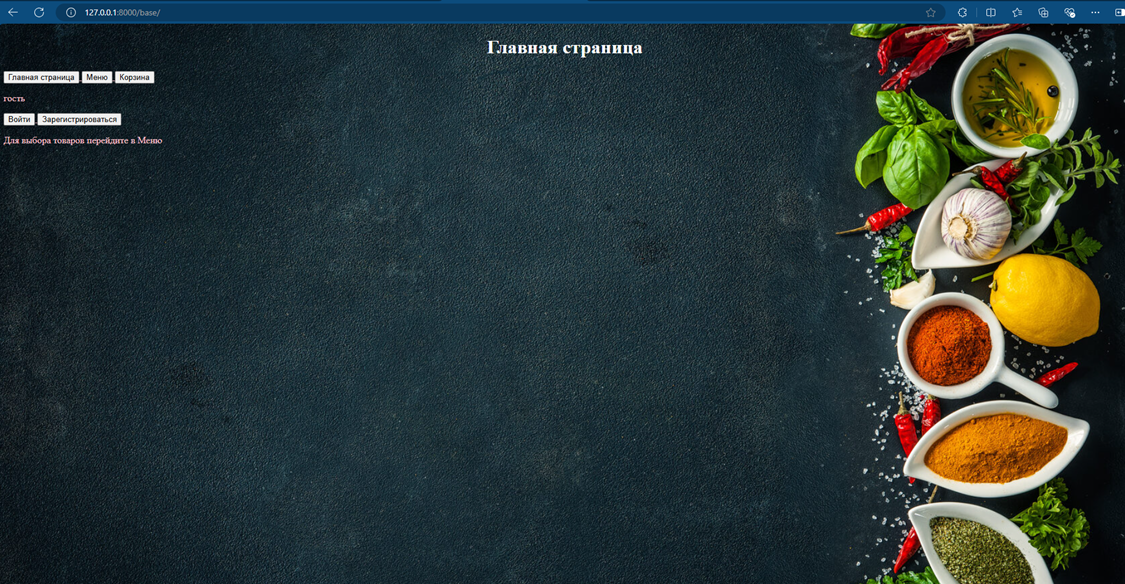 127.0.0.1:8000/base/
Главная страница
Главная страница Меню Корзина
гость
Войти Зарегистрироваться
Для выбора товаров перейдите в Меню